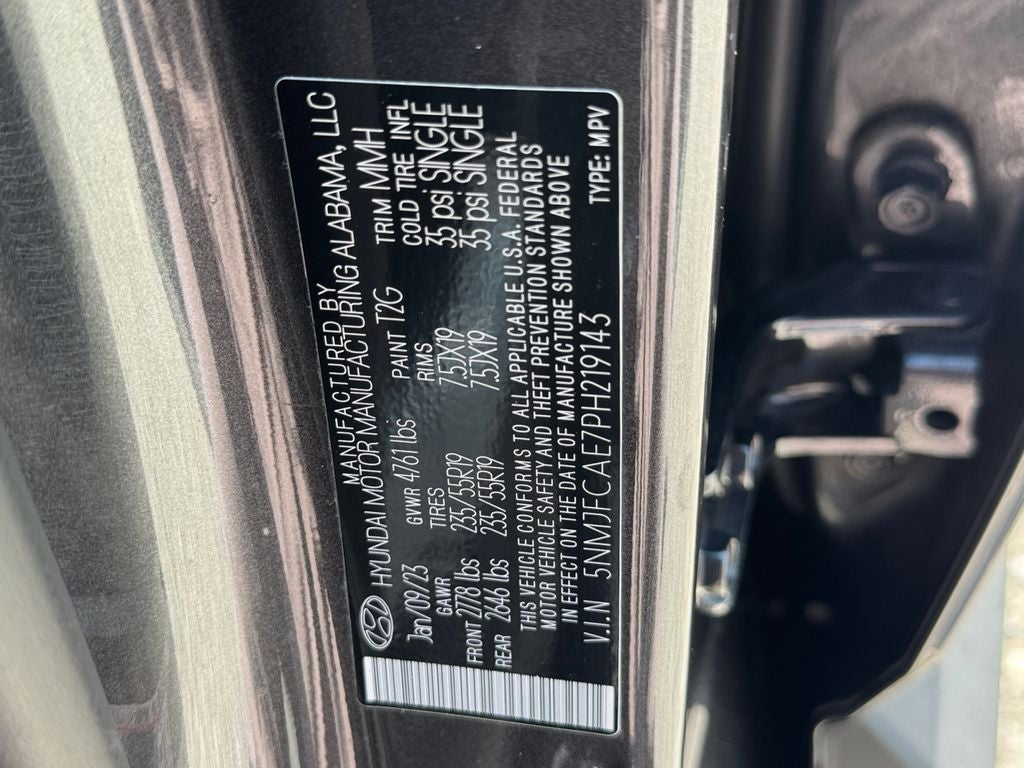 MANUFACTURED BY
HYUNDAI MOTOR MANUFACTURING ALABAMA, LLC
Jan/09/23 GVWR 4761 lbs PAINT T2G TRIM MMH
GAWR TIRES RIMS COLD TIRE INFL
FRONT 2778 lbs 235/55R19 7.5JX19 35 psi SINGLE
REAR 2646 lbs 235/55R19 7.5JX19 35 psi SINGLE
THIS VEHICLE CONFORMS TO ALL APPLICABLE U.S.A. FEDERAL
MOTOR VEHICLE SAFETY AND THEFT PREVENTION STANDARDS
IN EFFECT ON THE DATE OF MANUFACTURE SHOWN ABOVE
V.I.N 5NMJFCAE7PH219143 TYPE: MPV